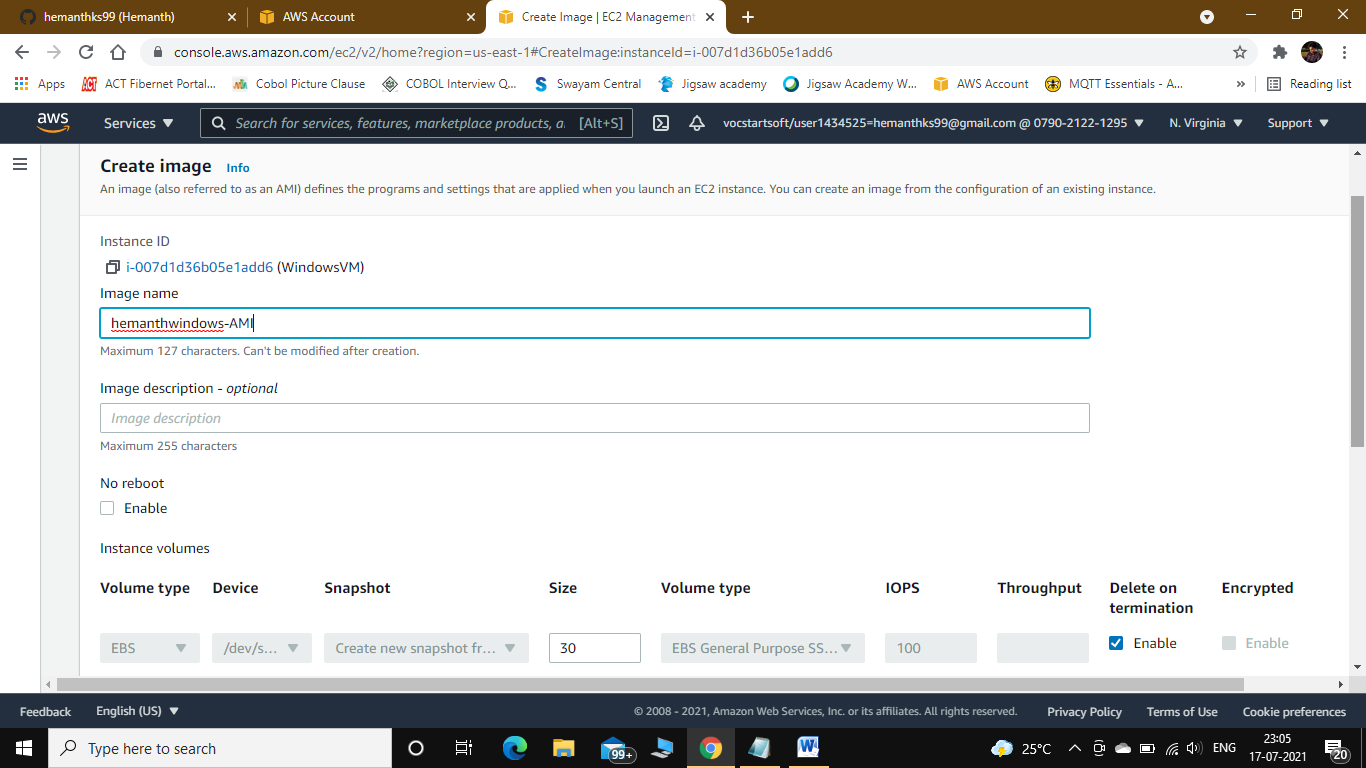 hemanthks99 (Hemanth)
AWS Account
Create Image | EC2 Management
console.aws.amazon.com/ec2/v2/home?region=us-east-1#CreateImage:instanceId=i-007d1d36b05e1add6
Apps
ACT ACT Fibernet Portal...
Cobol Picture Clause
COBOL Interview Q...
Swayam Central
Jigsaw academy
Jigsaw Academy W...
AWS Account
MQTT Essentials - A...
»
Reading list
aws
Services
Search for services, features, marketplace products, a [Alt+S]
vocstartsoft/user1434525=hemanthks99@gmail.com @ 0790-2122-1295
N. Virginia
Support
Create image Info
An image (also referred to as an AMI) defines the programs and settings that are applied when you launch an EC2 instance. You can create an image from the configuration of an existing instance.
Instance ID
i-007d1d36b05e1add6 (WindowsVM)
Image name
hemanthwindows-AMI
Maximum 127 characters. Can't be modified after creation.
Image description - optional
Image description
Maximum 255 characters
No reboot
Enable
Instance volumes
Volume type Device Snapshot Size Volume type IOPS Throughput Delete on termination Encrypted
EBS /dev/s... Create new snapshot fr... 30 EBS General Purpose SS... 100 Enable Enable
Feedback English (US) © 2008 - 2021, Amazon Web Services, Inc. or its affiliates. All rights reserved. Privacy Policy Terms of Use Cookie preferences
Type here to search
99+
25°C
ENG
23:05
17-07-2021
20